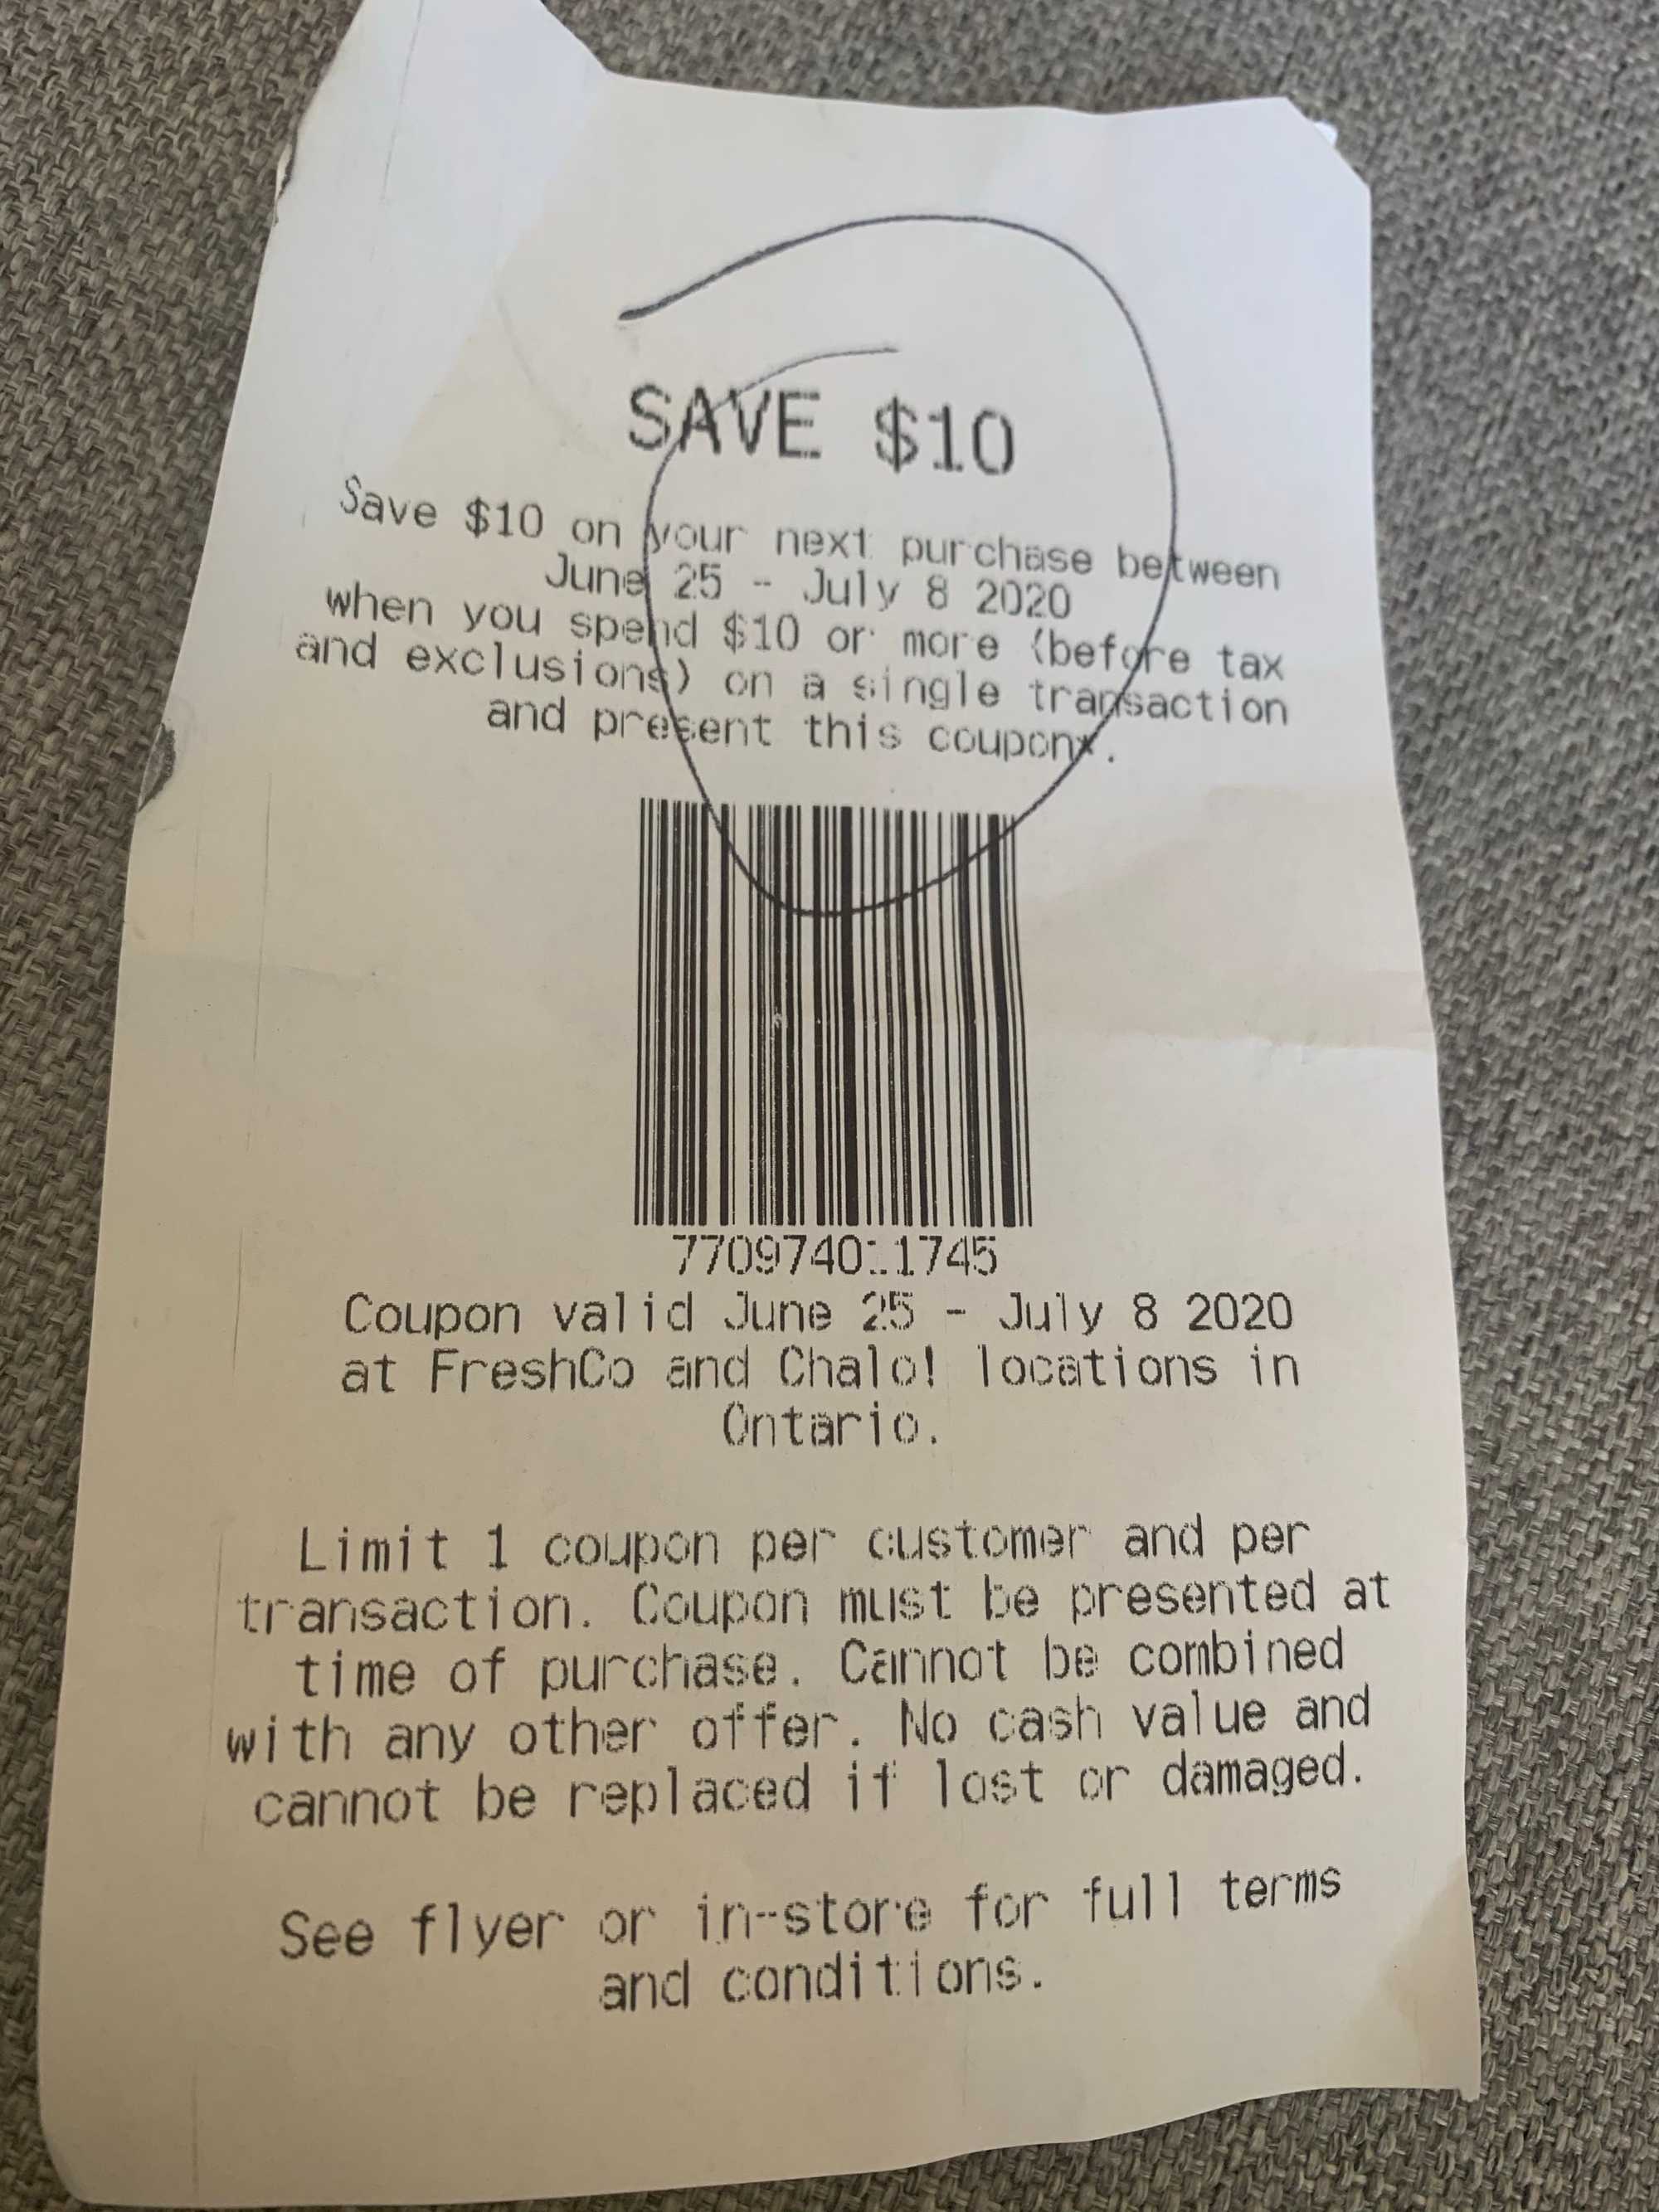 SAVE $10
Save $10 on your next purchase between
June 25 - July 8 2020
when you spend $10 or more (before tax
and exclusions) on a single transaction
and present this coupon*.
Coupon valid June 25 - July 8 2020
at FreshCo and Chalo! locations in
Ontario.
Limit 1 coupon per customer and per
transaction. Coupon must be presented at
time of purchase. Cannot be combined
with any other offer. No cash value and
cannot be replaced if lost or damaged.
See flyer or in-store for full terms
and conditions.